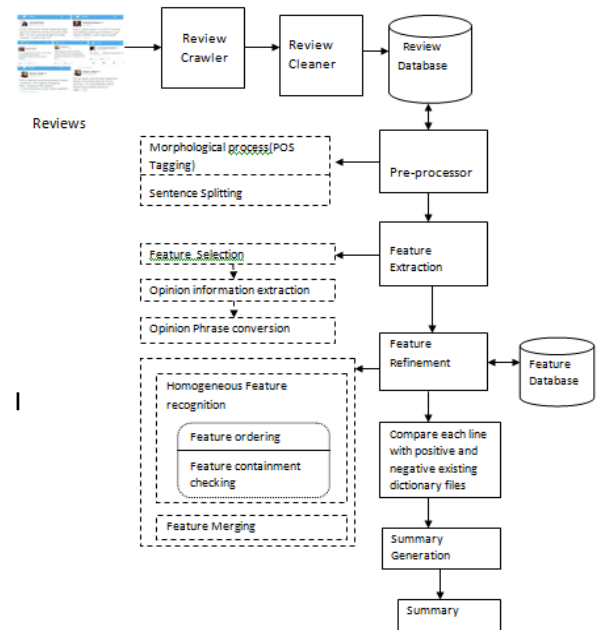 Review
Crawler
Review
Cleaner
Review
Database
Reviews
Morphological process(POS
Tagging)
Sentence Splitting
Pre-processor
Feature Selection
Opinion information extraction
Opinion Phrase conversion
Feature
Extraction
Feature
Refinement
Feature
Database
Homogeneous Feature
recognition
Feature ordering
Feature containment
checking
Feature Merging
Compare each line
with positive and
negative existing
dictionary files
Summary
Generation
Summary